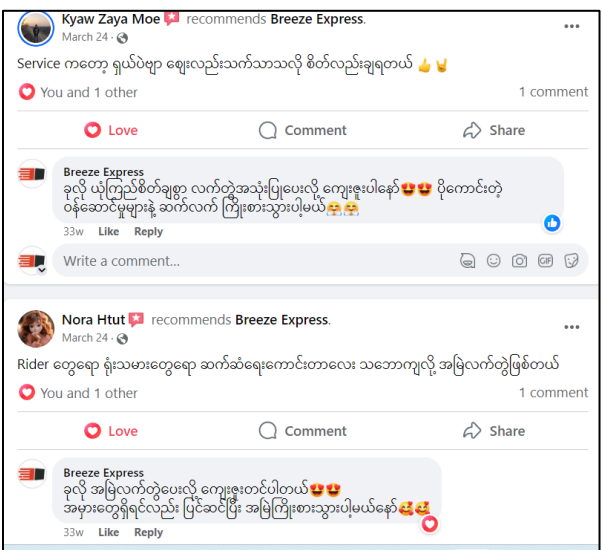 Kyaw Zaya Moe recommends Breeze Express.
March 24 ·
Service ကတော့ ရှယ်ပဲဗျာ ဈေးလည်းသက်သာသလို စိတ်လည်းချရတယ် 👍🤘
You and 1 other
1 comment
Love
Comment
Share
Breeze Express
ခုလို ယုံကြည်စိတ်ချစွာ လက်တွဲအသုံးပြုပေးလို့ ကျေးဇူးပါနော်😍😍 ပိုကောင်းတဲ့
ဝန်ဆောင်မှုများနဲ့ ဆက်လက် ကြိုးစားသွားပါ့မယ်🤗🤗
33w Like Reply
Write a comment...
GIF
Nora Htut recommends Breeze Express.
March 24 ·
Rider တွေရော ရုံးသမားတွေရော ဆက်ဆံရေးကောင်းတာလေး သဘောကျလို့ အမြဲလက်တွဲဖြစ်တယ်
You and 1 other
1 comment
Love
Comment
Share
Breeze Express
ခုလို အမြဲလက်တွဲပေးလို့ ကျေးဇူးတင်ပါတယ်😍😍
အမှားတွေရှိရင်လည်း ပြင်ဆင်ပြီး အမြဲကြိုးစားသွားပါ့မယ်နော်🥰🥰
33w Like Reply